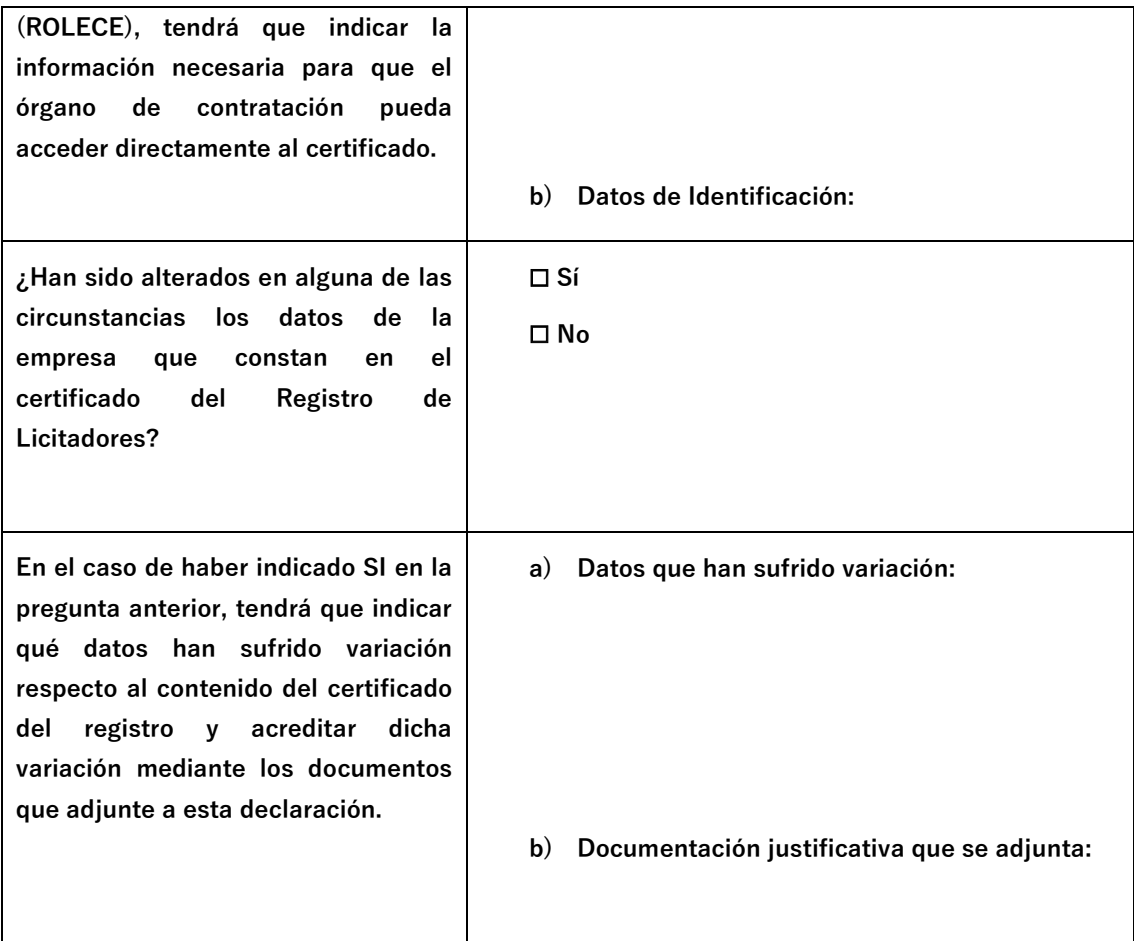 (ROLECE), tendrá que indicar la
información necesaria para que el
órgano de contratación pueda
acceder directamente al certificado.
b) Datos de Identificación:
¿Han sido alterados en alguna de las
circunstancias los datos de la
empresa que constan en el
certificado del Registro de
Licitadores?
☐ Sí
☐ No
En el caso de haber indicado SI en la
pregunta anterior, tendrá que indicar
qué datos han sufrido variación
respecto al contenido del certificado
del registro y acreditar dicha
variación mediante los documentos
que adjunte a esta declaración.
a) Datos que han sufrido variación:
b) Documentación justificativa que se adjunta: